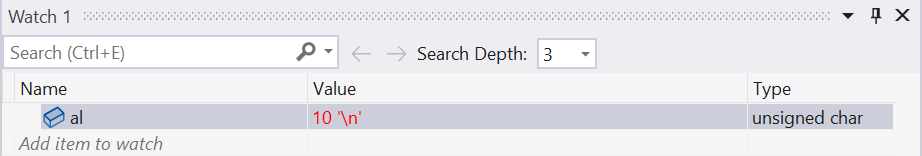 Watch 1
Search (Ctrl+E) Search Depth: 3
Name Value Type
al 10 '\n' unsigned char
Add item to watch